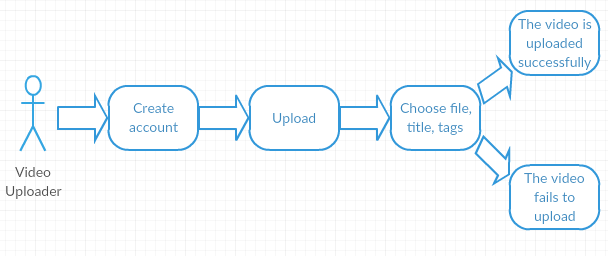 Video
Uploader
Create
account
Upload
Choose file,
title, tags
The video is
uploaded
successfully
The video
fails to
upload